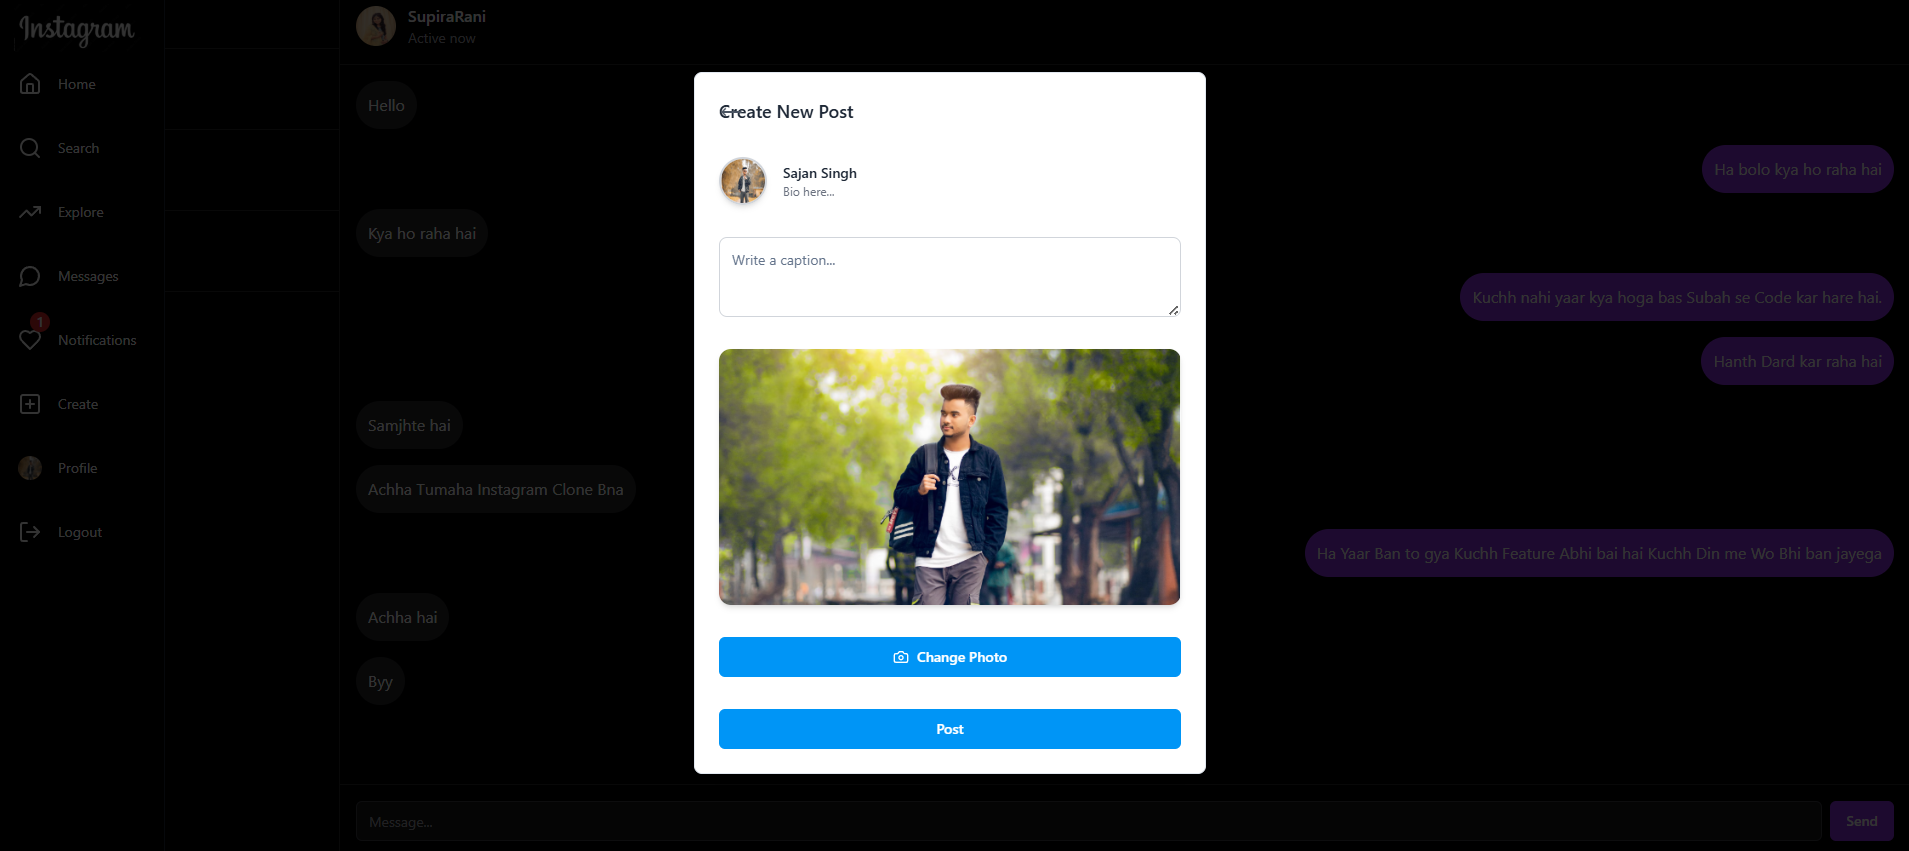 Instagram
Home
Search
Explore
Messages
1
Notifications
Create
Profile
Logout
SupiraRani
Active now
Hello
Ha bolo kya ho raha hai
Kya ho raha hai
Kuchh nahi yaar kya hoga bas Subah se Code kar hare hai.
Hanth Dard kar raha hai
Samjhte hai
Achha Tumaha Instagram Clone Bna
Ha Yaar Ban to gya Kuchh Feature Abhi bai hai Kuchh Din me Wo Bhi ban jayega
Achha hai
Byy
Message...
Send
Create New Post
Sajan Singh
Bio here...
Write a caption...
Change Photo
Post